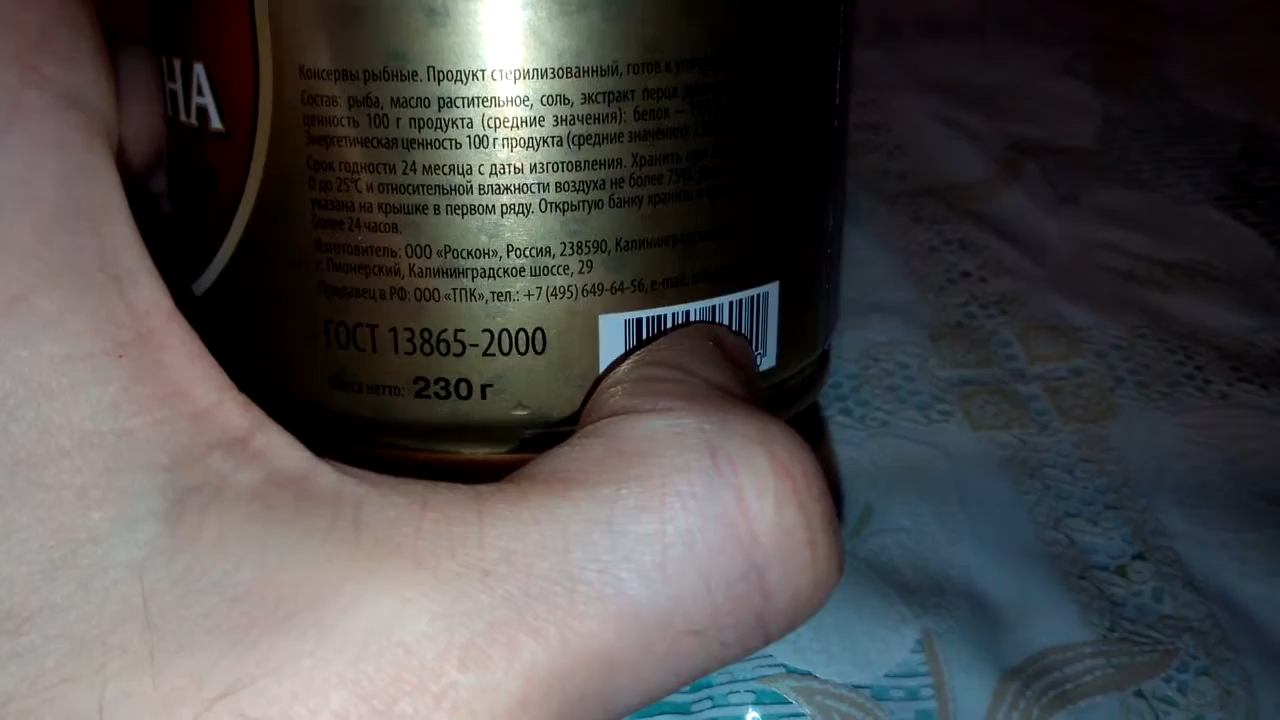 НА
Консервы рыбные. Продукт стерилизованный, готов к
Состав: рыба, масло растительное, соль, экстракт перца
ценность 100 г продукта (средние значения): белок –
Энергетическая ценность 100 г продукта (средние значения):
Срок годности 24 месяца с даты изготовления. Хранить при
0 до 25°С и относительной влажности воздуха не более 75%
указана на крышке в первом ряду. Открытую банку хранить
более 24 часов.
Изготовитель: ООО «Роскон», Россия, 238590, Калининградская
г. Пионерский, Калининградское шоссе, 29
Продавец в РФ: ООО «ТПК», тел.: +7 (495) 649-64-56, e-mail:
ГОСТ 13865-2000
Масса нетто: 230 г